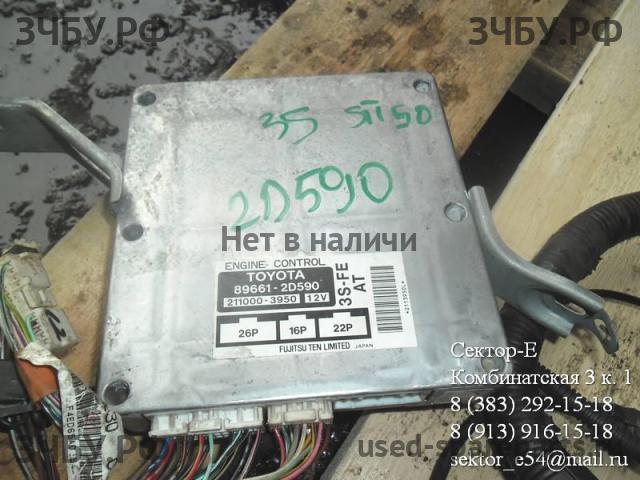 ЗЧБУ.РФ
ЗЧБУ.РФ
3S ST190
2D590
Нет в наличи
ENGINE CONTROL
TOYOTA
89661-2D590
211000-3950 12V
3S-FE
AT
26P 16P 22P
FUJITSU TEN LIMITED JAPAN
Сектор-Е
Комбинатская 3 к. 1
8 (383) 292-15-18
8 (913) 916-15-18
sektor_e54@mail.ru